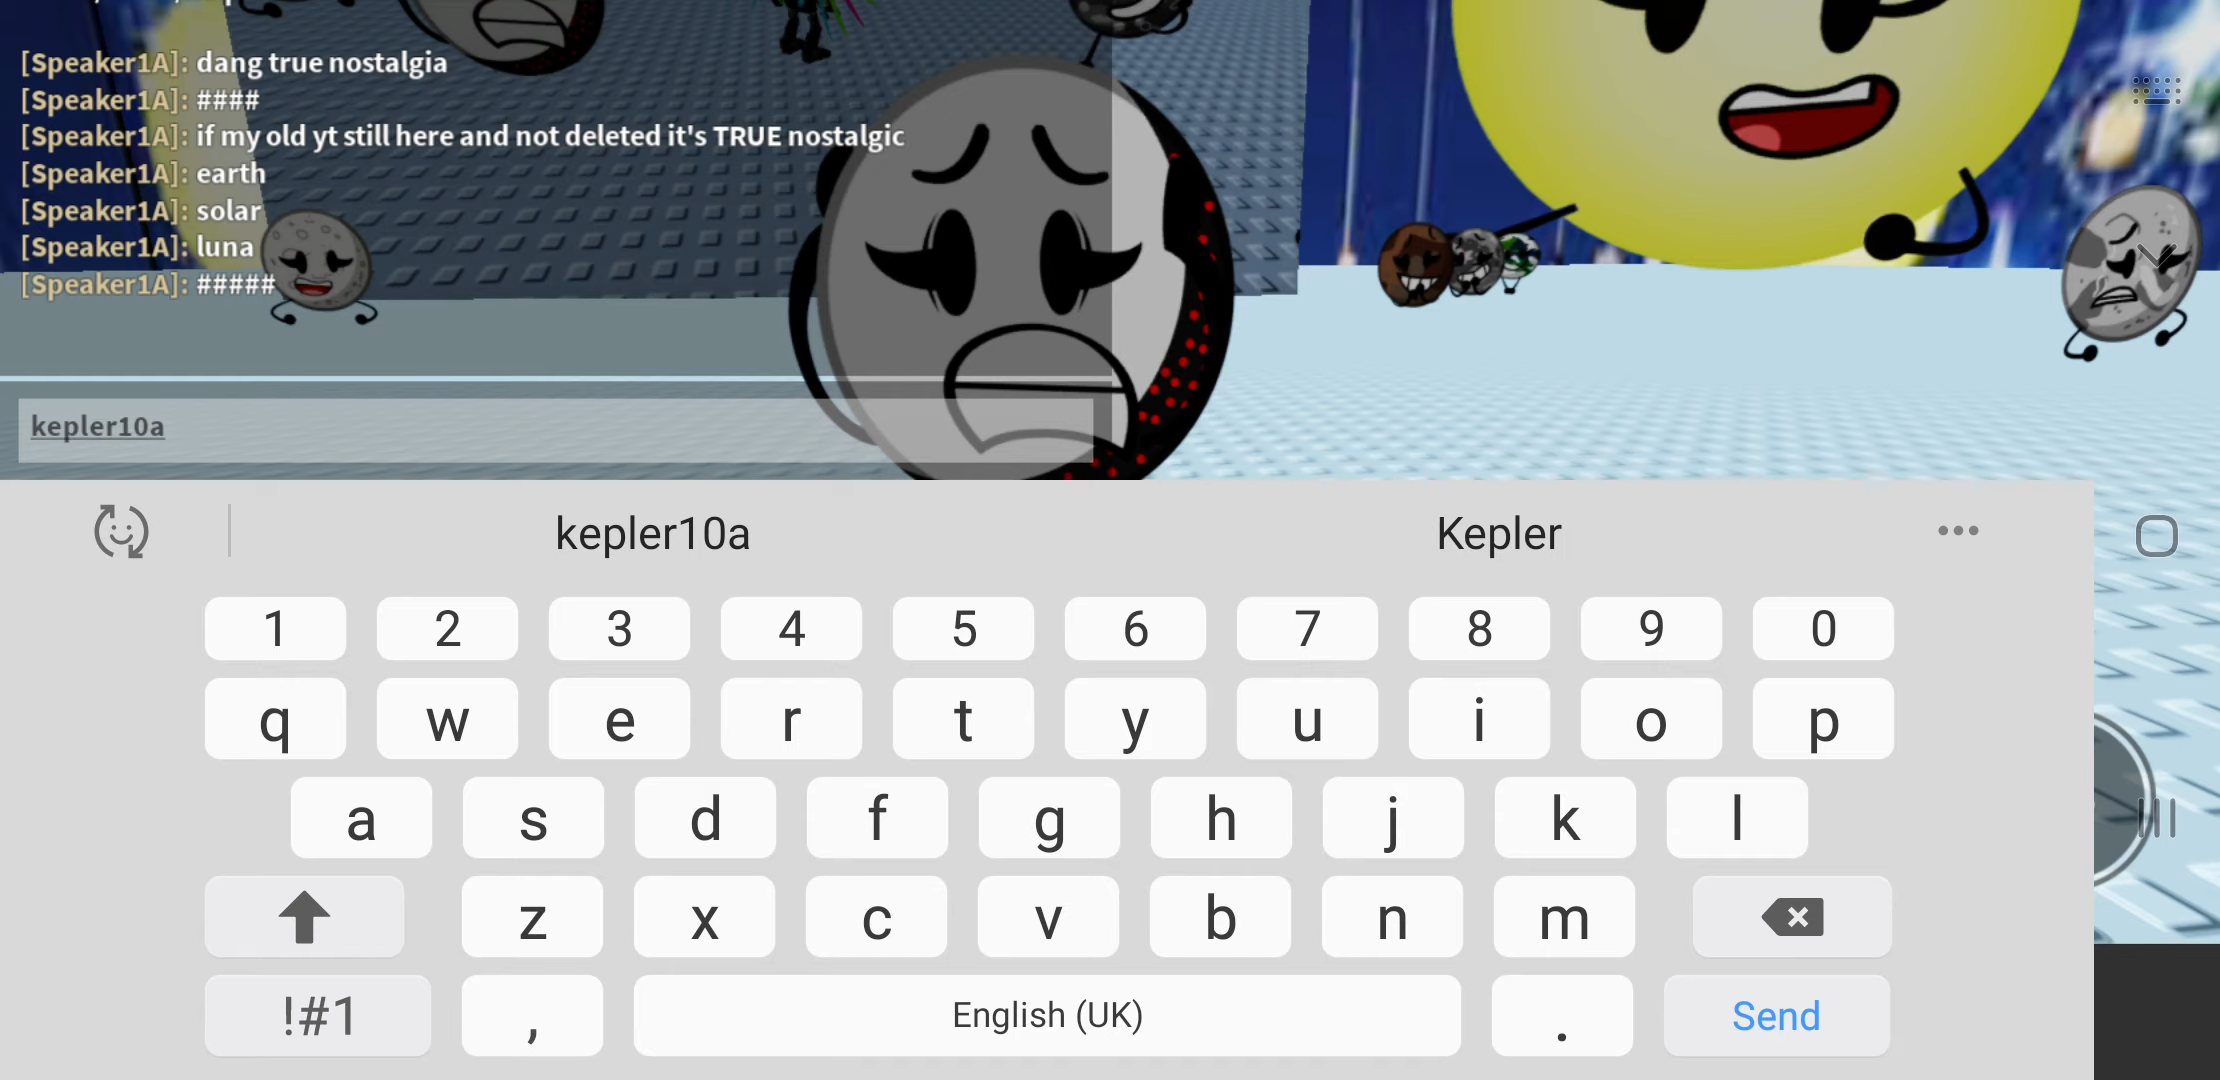 [Speaker1A]: dang true nostalgia
[Speaker1A]: ####
[Speaker1A]: if my old yt still here and not deleted it's TRUE nostalgic
[Speaker1A]: earth
[Speaker1A]: solar
[Speaker1A]: luna
[Speaker1A]: #####
kepler10a
kepler10a Kepler
1 2 3 4 5 6 7 8 9 0
q w e r t y u i o p
a s d f g h j k l
z x c v b n m
!#1 , English (UK) . Send